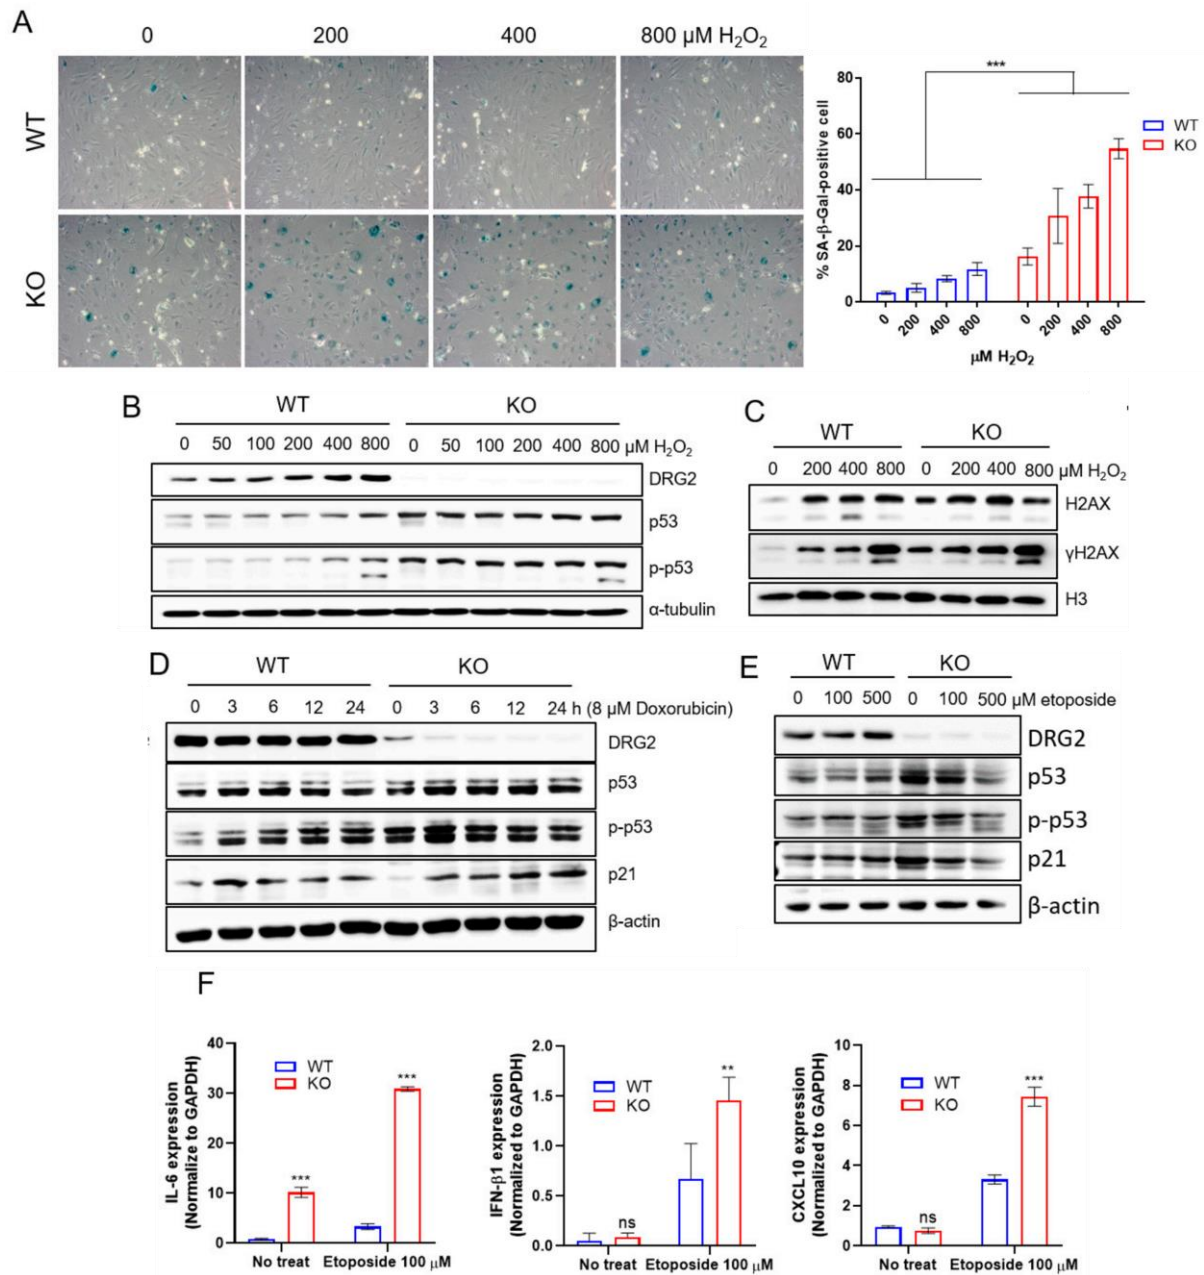 A
0 200 400 800 μM H₂O₂
WT
KO
***
% SA-β-Gal-positive cell
80
60
40
20
0
0 200 400 800 0 200 400 800
μM H₂O₂
WT
KO
B
WT KO
0 50 100 200 400 800 0 50 100 200 400 800 μM H₂O₂
DRG2
p53
p-p53
α-tubulin
C
WT KO
0 200 400 800 0 200 400 800 μM H₂O₂
H2AX
γH2AX
H3
D
WT KO
0 3 6 12 24 0 3 6 12 24 h (8 μM Doxorubicin)
DRG2
p53
p-p53
p21
β-actin
E
WT KO
0 100 500 0 100 500 μM etoposide
DRG2
p53
p-p53
p21
β-actin
F
IL-6 expression
(Normalize to GAPDH)
40
30
20
10
0
WT
KO
***
***
No treat Etoposide 100 μM
IFN-β1 expression
(Normalized to GAPDH)
2.0
1.5
1.0
0.5
0.0
WT
KO
ns
**
No treat Etoposide 100 μM
CXCL10 expression
(Normalized to GAPDH)
10
8
6
4
2
0
WT
KO
ns
***
No treat Etoposide 100 μM